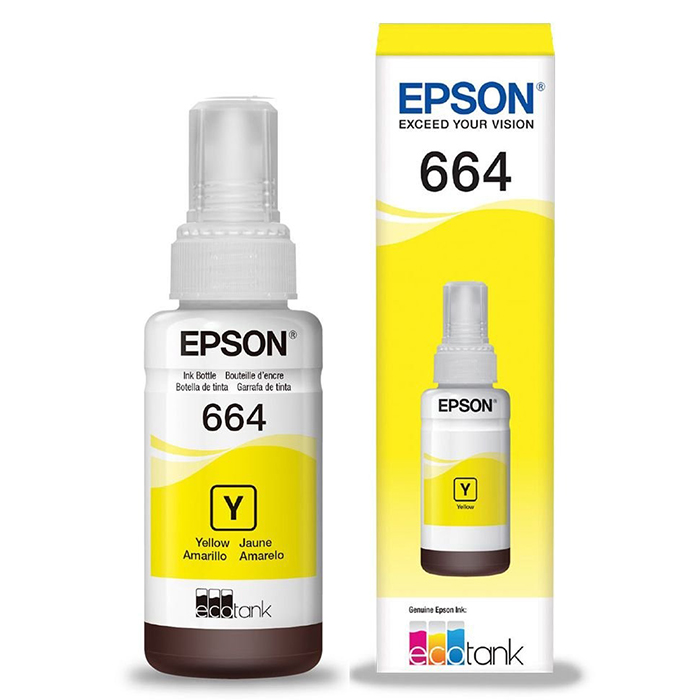 EPSON®
Ink Bottle Bouteille d'encre
Botella de tinta Garrafa de tinta
664
Y
Yellow Jaune
Amarillo Amarelo
ecotank
EPSON®
EXCEED YOUR VISION
664
EPSON®
Y
Yellow
Genuine Epson Ink:
ecotank